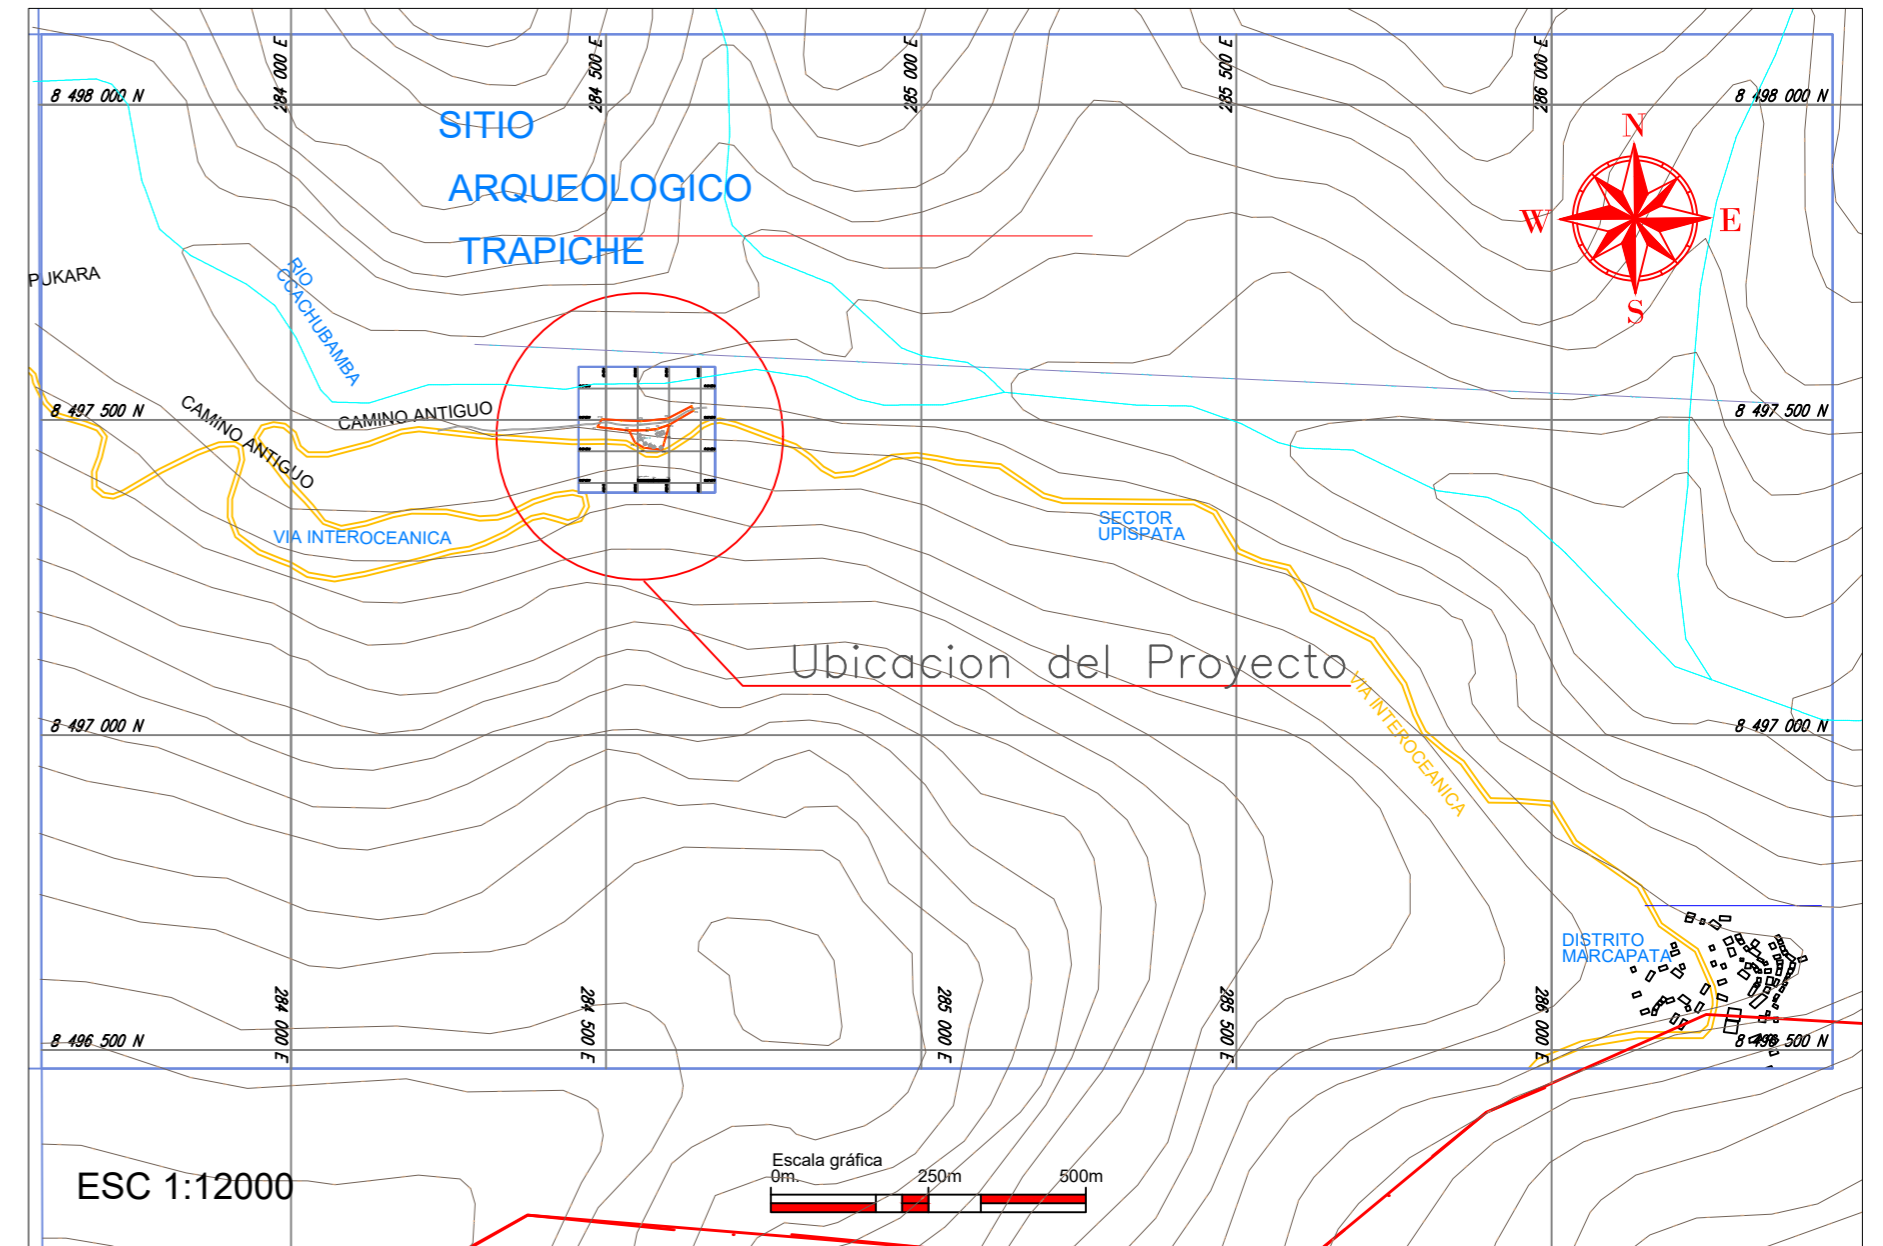 284 000 E
284 500 E
285 000 E
285 500 E
286 000 E
8 498 000 N
8 498 000 N
SITIO
ARQUEOLOGICO
TRAPICHE
N
W
E
S
PUKARA
RIO
CCACHUBAMBA
CAMINO ANTIGUO
CAMINO ANTIGUO
8 497 500 N
8 497 500 N
VIA INTEROCEANICA
SECTOR
UPISPATA
Ubicacion del Proyecto
VIA INTEROCEANICA
8 497 000 N
8 497 000 N
DISTRITO
MARCAPATA
284 000 E
284 500 E
285 000 E
285 500 E
286 000 E
8 496 500 N
8 496 500 N
ESC 1:12000
Escala gráfica
0m. 250m 500m